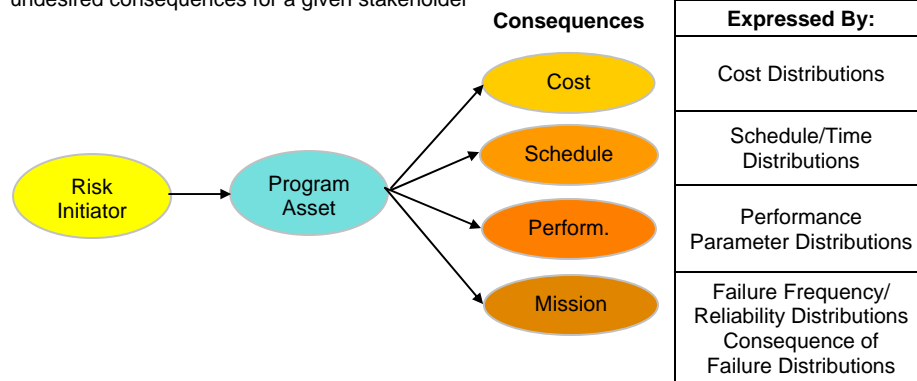 undesired consequences for a given stakeholder
Consequences
Expressed By:
Risk
Initiator
Program
Asset
Cost
Schedule
Perform.
Mission
Cost Distributions
Schedule/Time
Distributions
Performance
Parameter Distributions
Failure Frequency/
Reliability Distributions
Consequence of
Failure Distributions